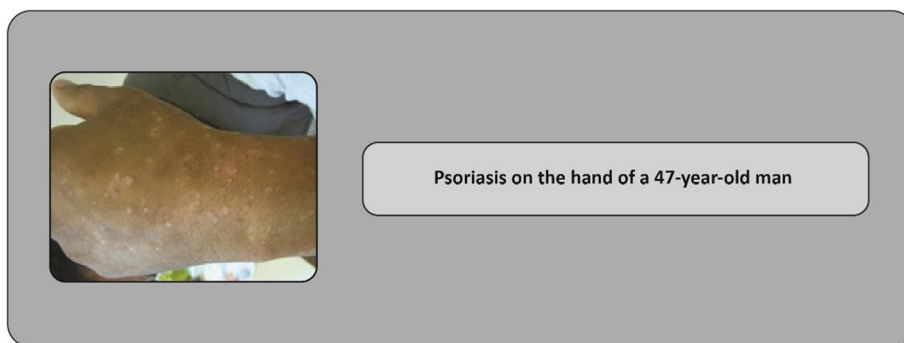 Psoriasis on the hand of a 47-year-old man